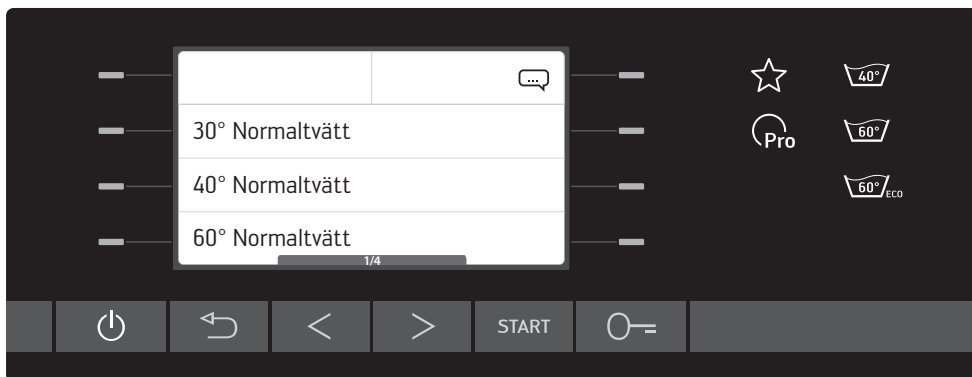 ...
30° Normaltvätt
40° Normaltvätt
60° Normaltvätt
1/4
40°
Pro
60°
60° ECO
START